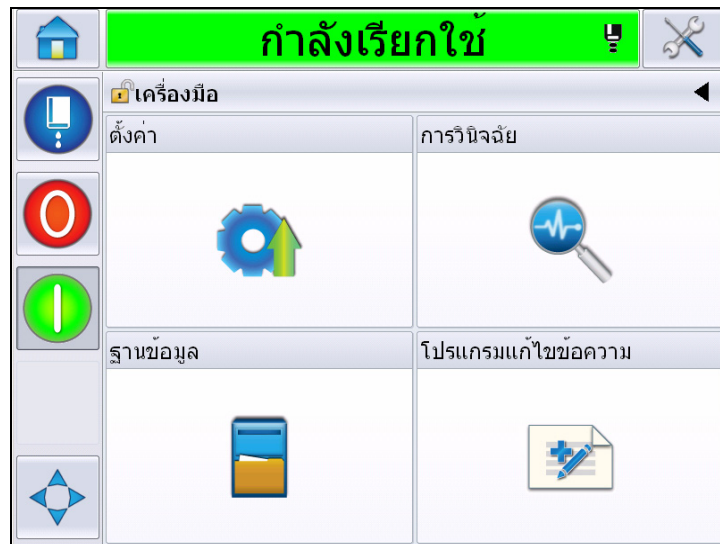 กำลังเรียกใช้
เครื่องมือ
ตั้งค่า
การวินิจฉัย
ฐานข้อมูล
โปรแกรมแก้ไขข้อความ